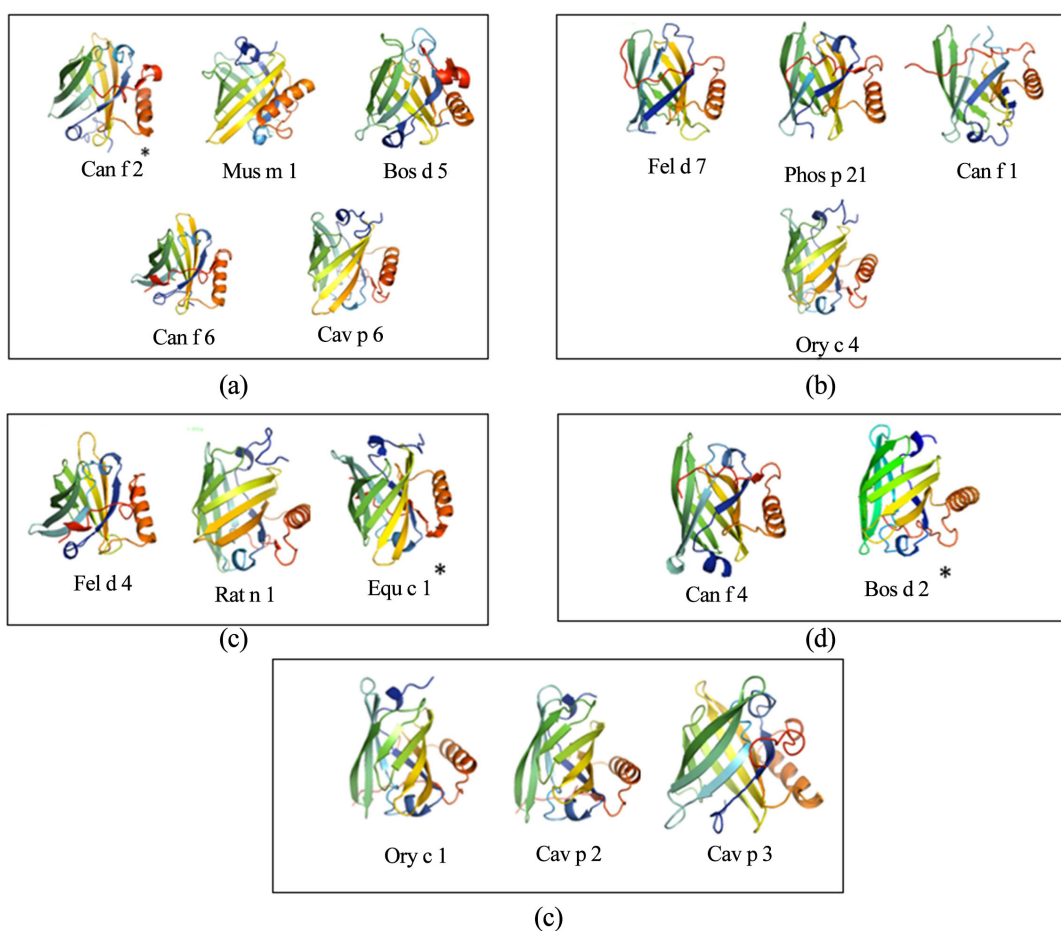 Can f 2 * Mus m 1 Bos d 5
Can f 6 Cav p 6
(a)
Fel d 7 Phos p 21 Can f 1
Ory c 4
(b)
Fel d 4 Rat n 1 Equ c 1 *
(c)
Can f 4 Bos d 2 *
(d)
Ory c 1 Cav p 2 Cav p 3
(c)